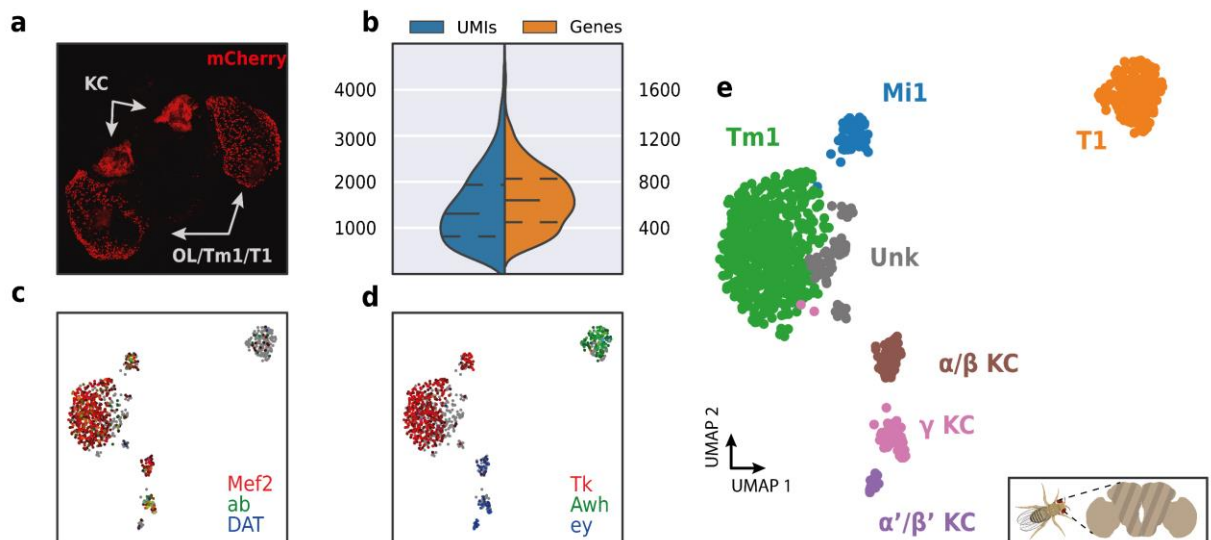 a
mCherry
KC
OL/Tm1/T1
b
UMIs Genes
4000 1600
3000 1200
2000 800
1000 400
c
Mef2
ab
DAT
d
Tk
Awh
ey
e
Mi1
T1
Tm1
Unk
α/β KC
γ KC
α’/β’ KC
UMAP 2
UMAP 1